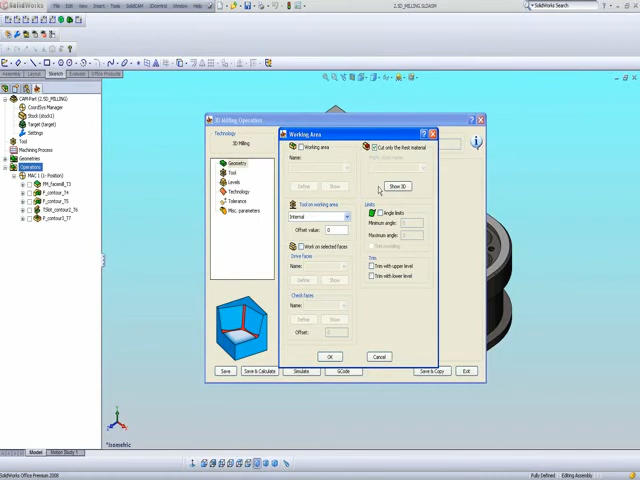 SolidWorks
File Edit View Insert Tools SolidCAM 3Dcontrol Window Help
2.5D_MILLING.SLDASM
SolidWorks Search
Assembly Layout Sketch Evaluate Office Products
CAM-Part (2.5D_MILLING)
CoordSys Manager
Stock (stock1)
Target (target)
Settings
Tool
Machining Process
Geometries
Operations
MAC 1 (1- Position)
FM_facemill_T3
P_contour_T4
P_contour_T5
TSlot_contour2_T6
P_contour3_T7
3D Milling Operation
Technology
3D Milling
Geometry
Tool
Levels
Technology
Tolerance
Misc. parameters
Working Area
Working area
Name:
Define Show
Tool on working area
Internal
Offset value: 0
Work on selected faces
Drive faces
Name:
Define Show
Check faces
Name:
Define Show
Offset: 0
Cut only the Rest material
Show 3D
Limits
Angle limits
Minimum angle: 0
Maximum angle: 0
Trim
Trim with upper level
Trim with lower level
OK Cancel
Save Save & Calculate Simulate GCode Save & Copy Exit
*Isometric
Model Motion Study 1
SolidWorks Office Premium 2008
Fully Defined Editing Assembly